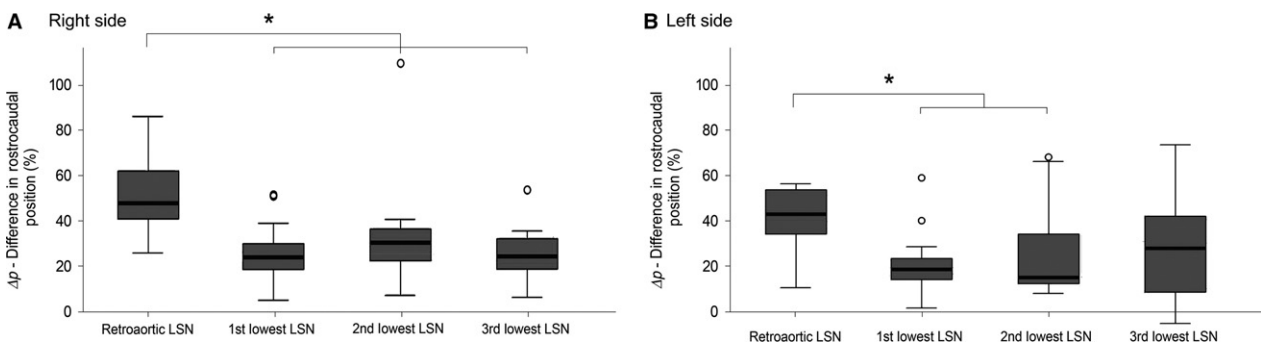 A Right side
*
Δp - Difference in rostrocaudal
position (%)
100
80
60
40
20
0
Retroaortic LSN 1st lowest LSN 2nd lowest LSN 3rd lowest LSN
B Left side
*
Δp - Difference in rostrocaudal
position (%)
100
80
60
40
20
0
Retroaortic LSN 1st lowest LSN 2nd lowest LSN 3rd lowest LSN